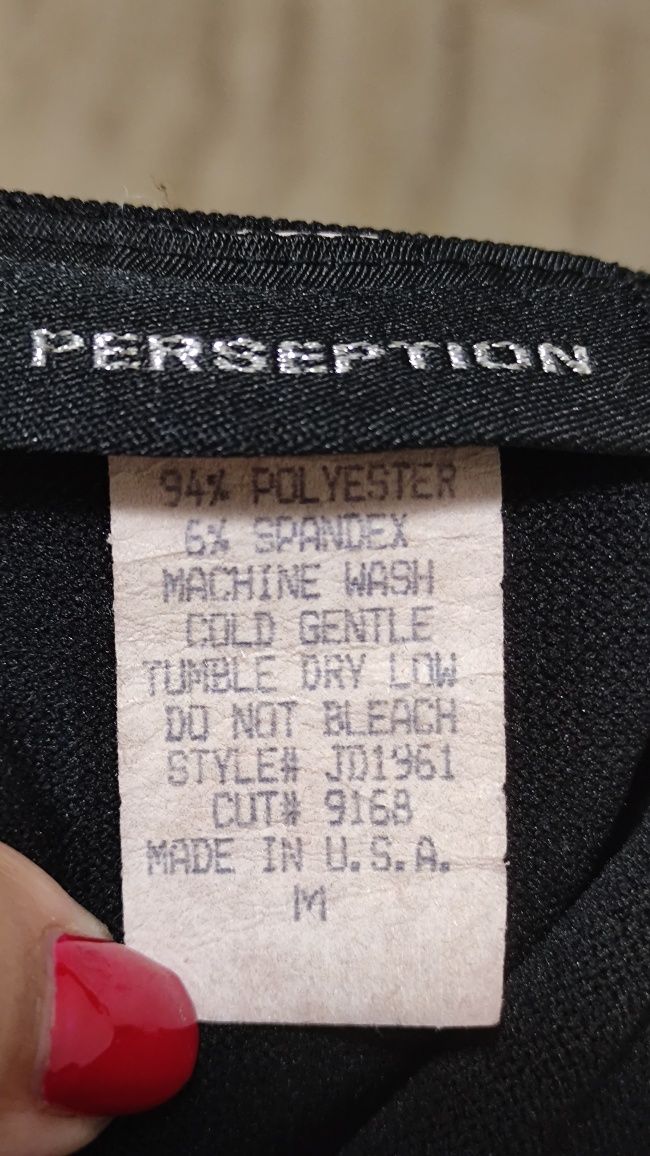 PERSEPTION
94% POLYESTER
6% SPANDEX
MACHINE WASH
COLD GENTLE
TUMBLE DRY LOW
DO NOT BLEACH
STYLE# JD1961
CUT# 9168
MADE IN U.S.A.
M